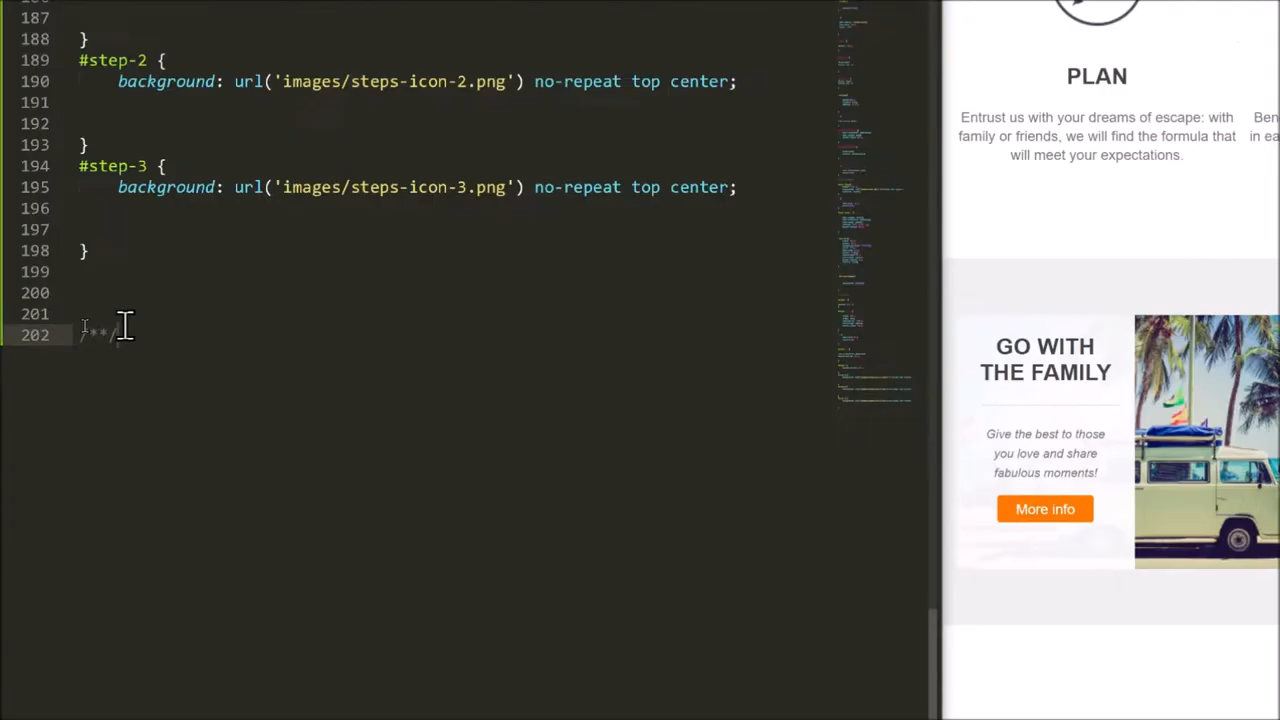 186
187
188 }
189 #step-2 {
190 background: url('images/steps-icon-2.png') no-repeat top center;
191
192
193 }
194 #step-3 {
195 background: url('images/steps-icon-3.png') no-repeat top center;
196
197
198 }
199
200
201
202 /**/
PLAN
Entrust us with your dreams of escape: with
family or friends, we will find the formula that
will meet your expectations.
Ben
in ea
GO WITH
THE FAMILY
Give the best to those
you love and share
fabulous moments!
More info